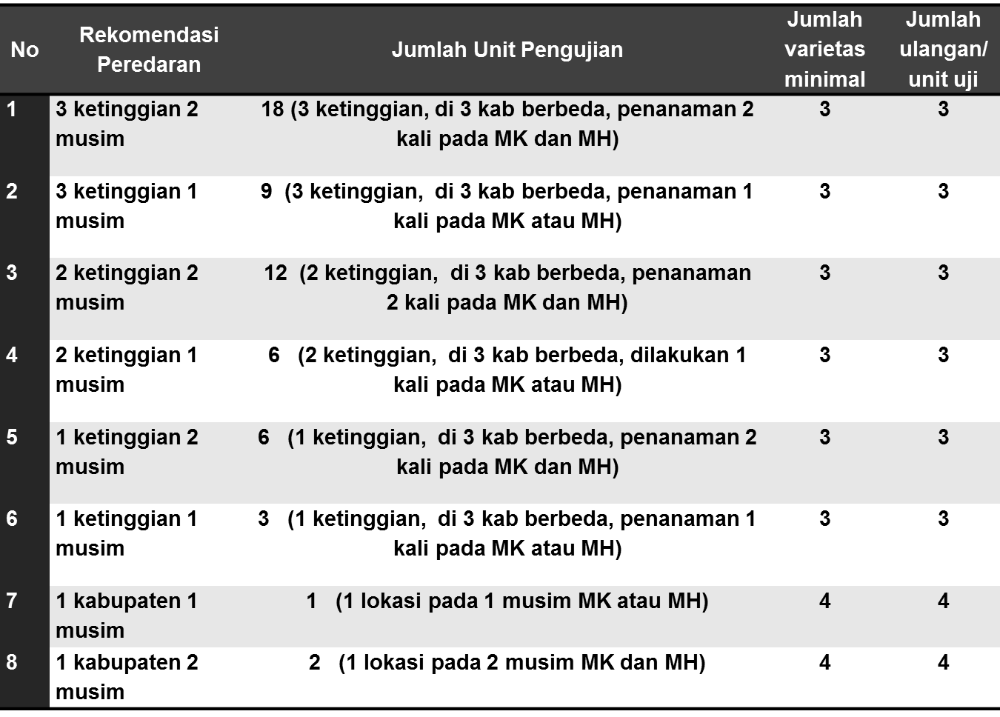 No
Rekomendasi
Peredaran
Jumlah Unit Pengujian
Jumlah
varietas
minimal
Jumlah
ulangan/
unit uji
1
3 ketinggian 2
musim
18 (3 ketinggian, di 3 kab berbeda, penanaman 2
kali pada MK dan MH)
3
3
2
3 ketinggian 1
musim
9 (3 ketinggian, di 3 kab berbeda, penanaman 1
kali pada MK atau MH)
3
3
3
2 ketinggian 2
musim
12 (2 ketinggian, di 3 kab berbeda, penanaman
2 kali pada MK dan MH)
3
3
4
2 ketinggian 1
musim
6 (2 ketinggian, di 3 kab berbeda, dilakukan 1
kali pada MK atau MH)
3
3
5
1 ketinggian 2
musim
6 (1 ketinggian, di 3 kab berbeda, penanaman 2
kali pada MK dan MH)
3
3
6
1 ketinggian 1
musim
3 (1 ketinggian, di 3 kab berbeda, penanaman 1
kali pada MK atau MH)
3
3
7
1 kabupaten 1
musim
1 (1 lokasi pada 1 musim MK atau MH)
4
4
8
1 kabupaten 2
musim
2 (1 lokasi pada 2 musim MK dan MH)
4
4